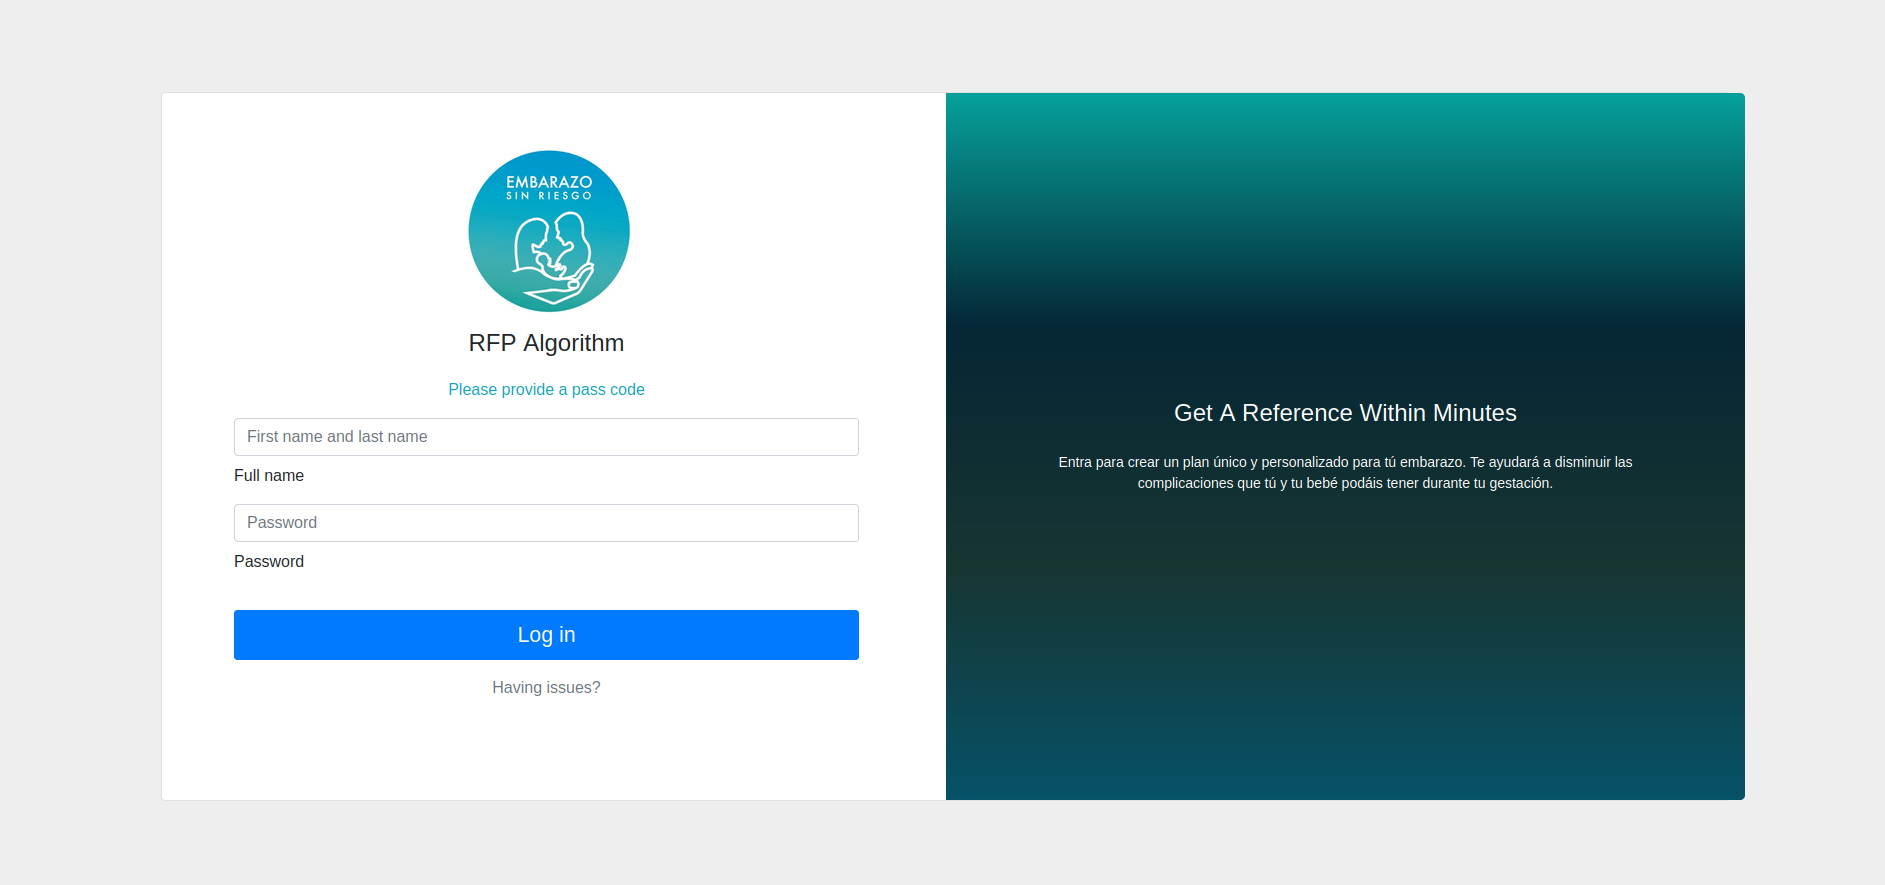 EMBARAZO
SIN RIESGO
RFP Algorithm
Please provide a pass code
First name and last name
Full name
Password
Password
Log in
Having issues?
Get A Reference Within Minutes
Entra para crear un plan único y personalizado para tú embarazo. Te ayudará a disminuir las
complicaciones que tú y tu bebé podáis tener durante tu gestación.